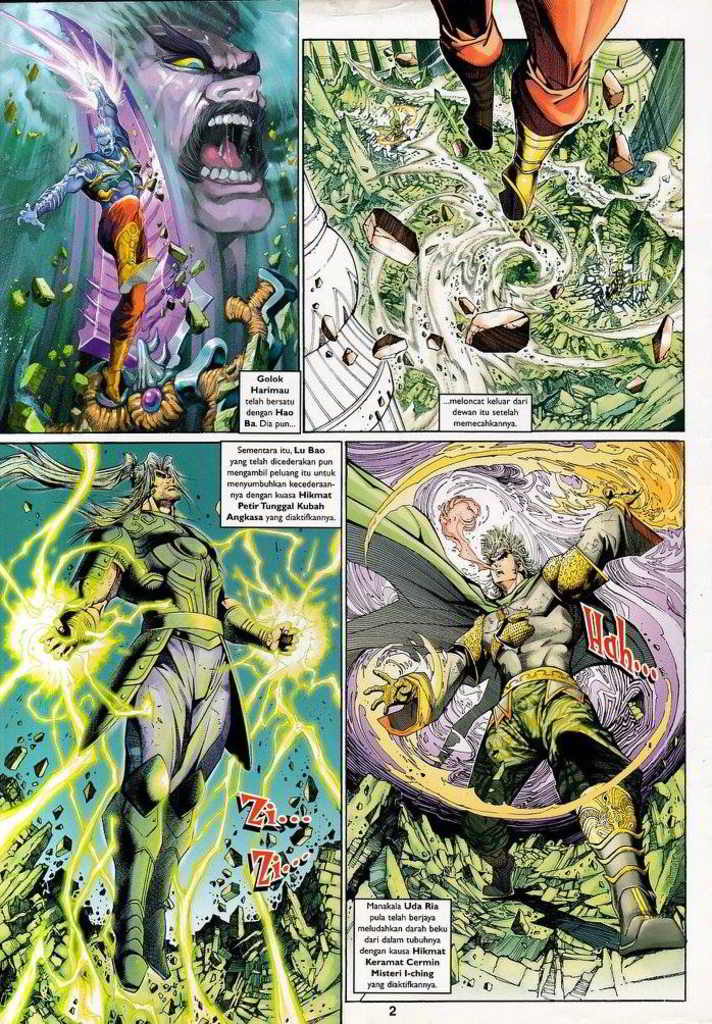 Golok
Harimau
telah bersatu
dengan Hao
Ba. Dia pun...
...meloncat keluar dari
dewan itu setelah
memecahkannya.
Sementara itu, Lu Bao
yang telah dicederakan pun
mengambil peluang itu untuk
menyumbuhkan kecederaan-
nya dengan kuasa Hikmat
Petir Tunggal Kubah
Angkasa yang diaktifkannya.
Hah...
Zi...
Zi...
Manakala Uda Ria
pula telah berjaya
meludahkan darah beku
dari dalam tubuhnya
dengan kausa Hikmat
Keramat Cermin
Misteri I-ching
yang diaktifkannya.
2